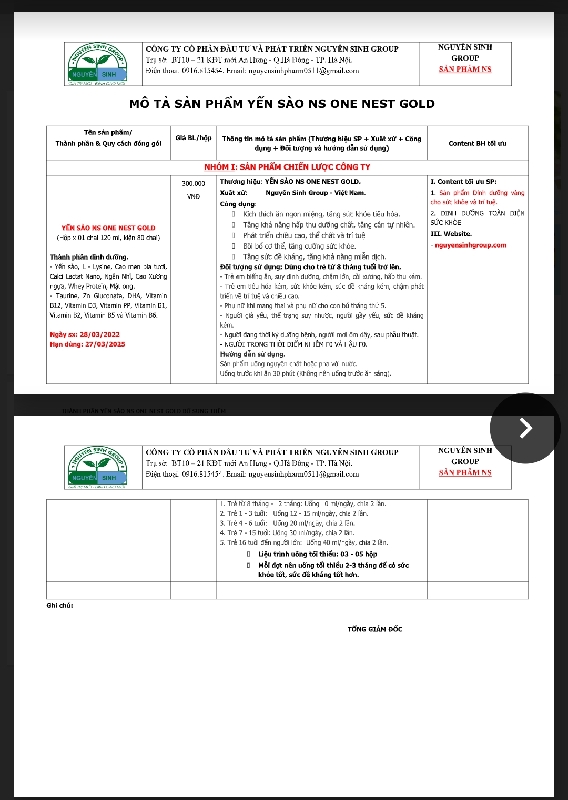 NGUYEN SINH GROUP
NGUYÊN SINH
CÔNG TY CỔ PHẦN ĐẦU TƯ VÀ PHÁT TRIỂN NGUYÊN SINH GROUP
Trụ sở: BT10 – 21 KĐT mới An Hưng - Q.Hà Đông - TP. Hà Nội.
Điện thoại: 0916.815454. Email: nguyensinhpharm0511@gmail.com
NGUYÊN SINH
GROUP
SẢN PHẨM NS
MÔ TẢ SẢN PHẨM YẾN SÀO NS ONE NEST GOLD
Tên sản phẩm/
Thành phần & Quy cách đóng gói
Giá BL/hộp
Thông tin mô tả sản phẩm (Thương hiệu SP + Xuất xứ + Công
dụng + Đối tượng và hướng dẫn sử dụng)
Content BH tối ưu
NHÓM I: SẢN PHẨM CHIẾN LƯỢC CÔNG TY
YẾN SÀO NS ONE NEST GOLD
(Hộp x 01 chai 120 ml, kiện 80 chai)
Thành phần dinh dưỡng.
- Yến sào, L - Lysine, Cao men bia tươi,
Calci Lactat Nano, Ngân Nhĩ, Cao Xương
ngựa, Whey Protein, Mật ong.
- Taurine, Zn Gluconate, DHA, Vitamin
D12, Vitamin D3, Vitamin PP, Vitamin B1,
Vitamin B2, Vitamin B5 và Vitamin B6.
Ngày sx: 28/03/2022
Hạn dùng: 27/03/2025
300.000
VNĐ
Thương hiệu: YẾN SÀO NS ONE NEST GOLD.
Xuất xứ: Nguyên Sinh Group - Việt Nam.
Công dụng:
Kích thích ăn ngon miệng, tăng sức khỏe tiêu hóa.
Tăng khả năng hấp thu dưỡng chất, tăng cân tự nhiên.
Phát triển chiều cao, thể chất và trí tuệ
Bồi bổ cơ thể, tăng cường sức khỏe.
Tăng sức đề kháng, tăng khả năng miễn dịch.
Đối tượng sử dụng: Dùng cho trẻ từ 8 tháng tuổi trở lên.
- Trẻ em biếng ăn, suy dinh dưỡng, chậm lớn, còi xương, hấp thu kém.
- Trẻ em tiêu hóa kém, sức khỏe kém, sức đề kháng kém, chậm phát
triển về trí tuệ và chiều cao.
- Phụ nữ thai mang thai và phụ nữ cho con bú tháng thứ 5.
- Người già yếu, thể trạng suy nhược, người gầy yếu, sức đề kháng
kém.
- Người đang thời kỳ dưỡng bệnh, người mới ốm dậy, sau phẫu thuật.
- NGƯỜI TRONG THỜI ĐIỂM NHIỄM F0 VÀ HẬU F0.
Hướng dẫn sử dụng.
Sản phẩm uống nguyên chất hoặc pha với nước.
Uống trước khi ăn 30 phút (Không nên uống trước ăn sáng).
I. Content tối ưu SP:
1. Sản phẩm Dinh dưỡng vàng
cho sức khỏe và trí tuệ.
2. DINH DƯỠNG TOÀN DIỆN
SỨC KHỎE
III. Website.
- nguyensinhgroup.com
NGUYEN SINH GROUP
NGUYÊN SINH
CÔNG TY CỔ PHẦN ĐẦU TƯ VÀ PHÁT TRIỂN NGUYÊN SINH GROUP
Trụ sở: BT10 – 21 KĐT mới An Hưng - Q.Hà Đông - TP. Hà Nội.
Điện thoại: 0916.815454. Email: nguyensinhpharm0511@gmail.com
NGUYÊN SINH
GROUP
SẢN PHẨM NS
1. Trẻ từ 8 tháng - 12 tháng: Uống 10 ml/ngày, chia 2 lần.
2. Trẻ 1 - 3 tuổi: Uống 12 - 15 ml/ngày, chia 2 lần.
3. Trẻ 4 - 6 tuổi: Uống 20 ml/ngày, chia 2 lần.
4. Trẻ 7 - 15 tuổi: Uống 30 ml/ngày, chia 2 lần.
5. Trẻ 16 tuổi đến người lớn: Uống 40 ml/ngày, chia 2 lần.
Liệu trình uống tối thiểu: 03 - 05 hộp
Mỗi đợt nên uống tối thiểu 2-3 tháng để có sức
khỏe tốt, sức đề kháng tốt hơn.
Ghi chú:
TỔNG GIÁM ĐỐC